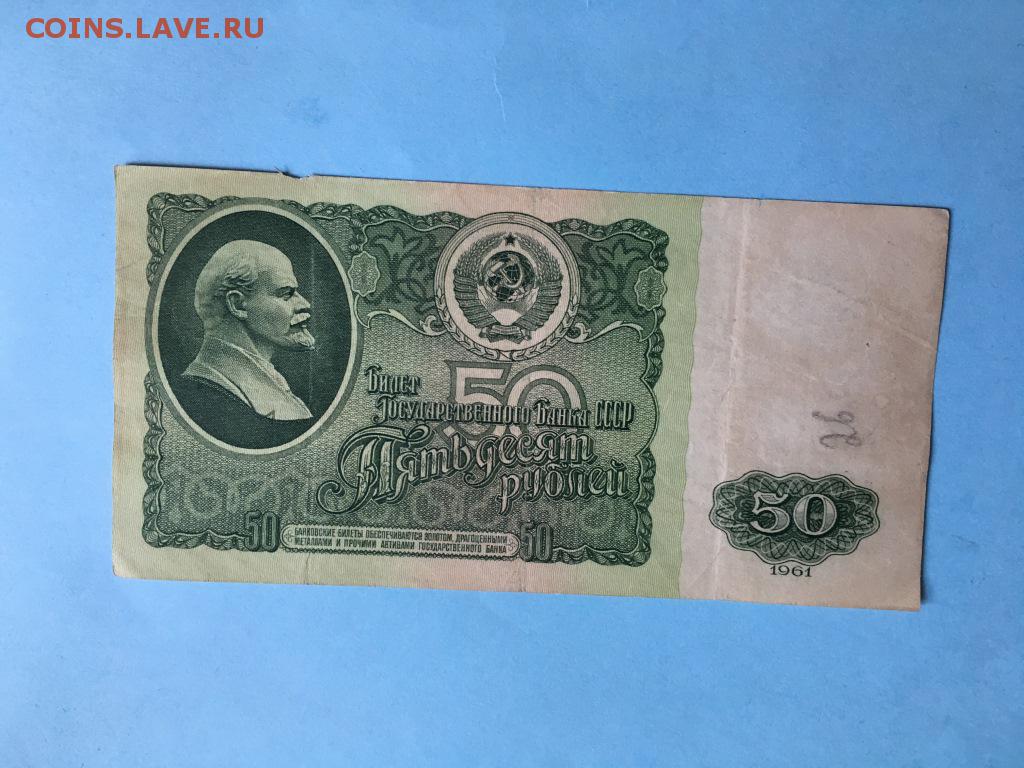 COINS.LAVE.RU
50
Билет
Государственного Банка СССР
Пятьдесят
рублей
50
БАНКОВСКИЕ БИЛЕТЫ ОБЕСПЕЧИВАЮТСЯ ЗОЛОТОМ, ДРАГОЦЕННЫМИ
МЕТАЛЛАМИ И ПРОЧИМИ АКТИВАМИ ГОСУДАРСТВЕННОГО БАНКА
50
26
50
1961